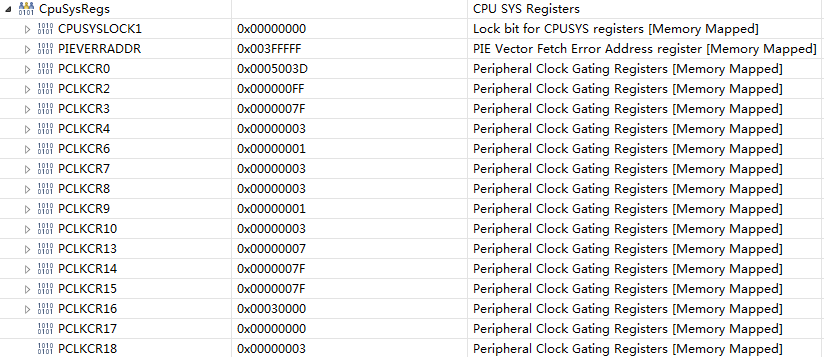 CpuSysRegs CPU SYS Registers
CPUSYSLOCK1 0x00000000 Lock bit for CPUSYS registers [Memory Mapped]
PIEVERRADDR 0x003FFFFF PIE Vector Fetch Error Address register [Memory Mapped]
PCLKCR0 0x0005003D Peripheral Clock Gating Registers [Memory Mapped]
PCLKCR2 0x000000FF Peripheral Clock Gating Registers [Memory Mapped]
PCLKCR3 0x0000007F Peripheral Clock Gating Registers [Memory Mapped]
PCLKCR4 0x00000003 Peripheral Clock Gating Registers [Memory Mapped]
PCLKCR6 0x00000001 Peripheral Clock Gating Registers [Memory Mapped]
PCLKCR7 0x00000003 Peripheral Clock Gating Registers [Memory Mapped]
PCLKCR8 0x00000003 Peripheral Clock Gating Registers [Memory Mapped]
PCLKCR9 0x00000001 Peripheral Clock Gating Registers [Memory Mapped]
PCLKCR10 0x00000003 Peripheral Clock Gating Registers [Memory Mapped]
PCLKCR13 0x00000007 Peripheral Clock Gating Registers [Memory Mapped]
PCLKCR14 0x0000007F Peripheral Clock Gating Registers [Memory Mapped]
PCLKCR15 0x0000007F Peripheral Clock Gating Registers [Memory Mapped]
PCLKCR16 0x00030000 Peripheral Clock Gating Registers [Memory Mapped]
PCLKCR17 0x00000000 Peripheral Clock Gating Registers [Memory Mapped]
PCLKCR18 0x00000003 Peripheral Clock Gating Registers [Memory Mapped]